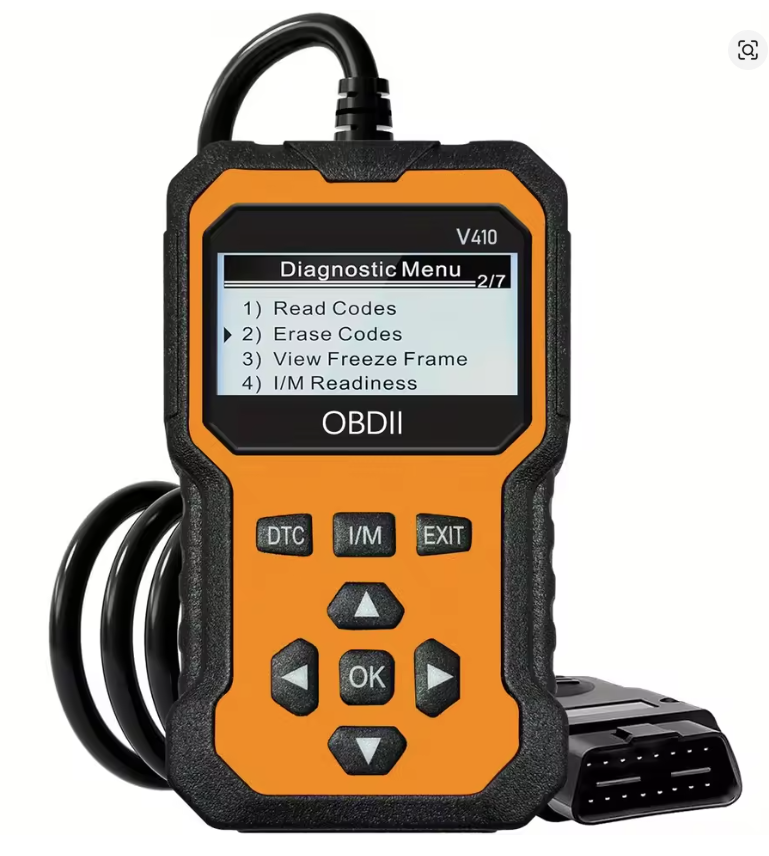 V410
Diagnostic Menu
2/7
1) Read Codes
2) Erase Codes
3) View Freeze Frame
4) I/M Readiness
OBDII
DTC I/M EXIT
OK